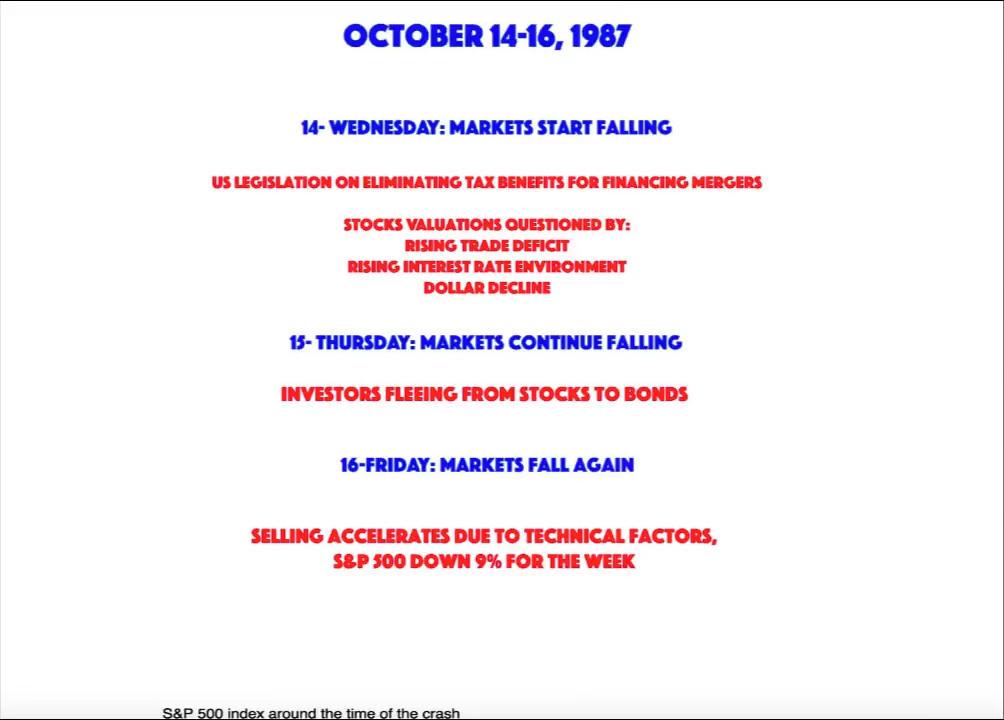 OCTOBER 14-16, 1987
14- WEDNESDAY: MARKETS START FALLING
US LEGISLATION ON ELIMINATING TAX BENEFITS FOR FINANCING MERGERS
STOCKS VALUATIONS QUESTIONED BY:
RISING TRADE DEFICIT
RISING INTEREST RATE ENVIRONMENT
DOLLAR DECLINE
15- THURSDAY: MARKETS CONTINUE FALLING
INVESTORS FLEEING FROM STOCKS TO BONDS
16-FRIDAY: MARKETS FALL AGAIN
SELLING ACCELERATES DUE TO TECHNICAL FACTORS,
S&P 500 DOWN 9% FOR THE WEEK
S&P 500 index around the time of the crash